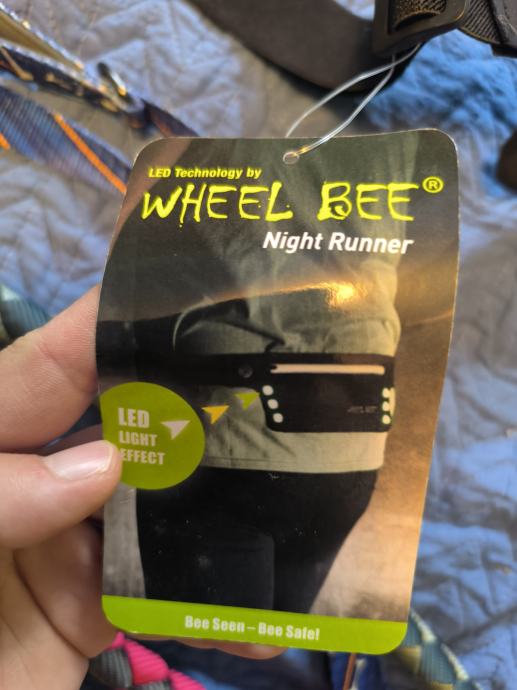 LED Technology by
WHEEL BEE®
Night Runner
LED
LIGHT
EFFECT
Bee Seen – Bee Safe!